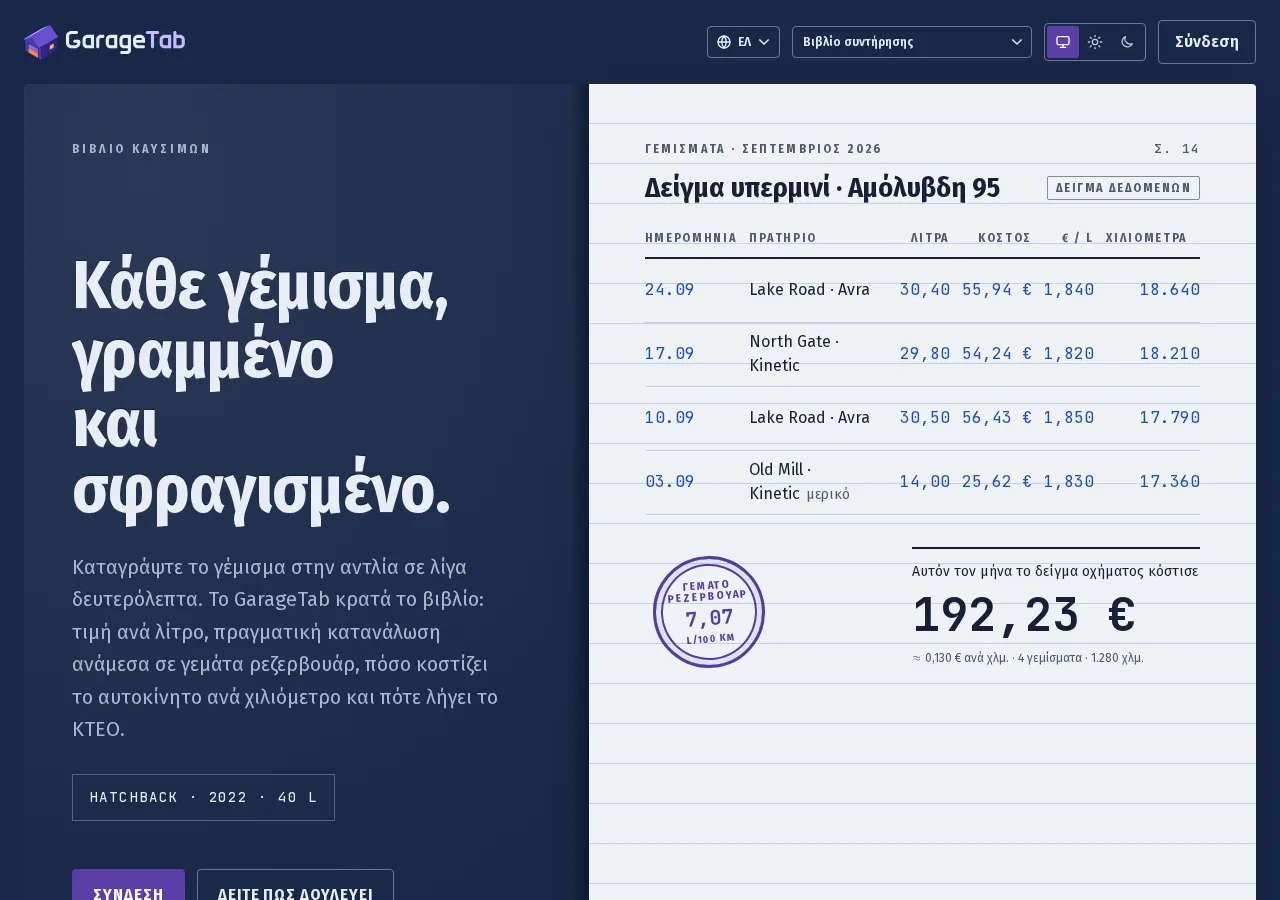 GarageTab
ΕΛ
Βιβλίο συντήρησης
Σύνδεση
ΒΙΒΛΙΟ ΚΑΥΣΙΜΩΝ
Κάθε γέμισμα,
γραμμένο
και
σφραγισμένο.
Καταγράψτε το γέμισμα στην αντλία σε λίγα
δευτερόλεπτα. Το GarageTab κρατά το βιβλίο:
τιμή ανά λίτρο, πραγματική κατανάλωση
ανάμεσα σε γεμάτα ρεζερβουάρ, πόσο κοστίζει
το αυτοκίνητο ανά χιλιόμετρο και πότε λήγει το
ΚΤΕΟ.
HATCHBACK · 2022 · 40 L
ΣΥΝΔΕΣΗ
ΔΕΙΤΕ ΠΩΣ ΔΟΥΛΕΥΕΙ
ΓΕΜΙΣΜΑΤΑ · ΣΕΠΤΕΜΒΡΙΟΣ 2026
Σ. 14
Δείγμα υπερμινί · Αμόλυβδη 95
ΔΕΙΓΜΑ ΔΕΔΟΜΕΝΩΝ
ΗΜΕΡΟΜΗΝΙΑ ΠΡΑΤΗΡΙΟ ΛΙΤΡΑ ΚΟΣΤΟΣ € / L ΧΙΛΙΟΜΕΤΡΑ
24.09 Lake Road · Avra 30,40 55,94 € 1,840 18.640
17.09 North Gate · Kinetic 29,80 54,24 € 1,820 18.210
10.09 Lake Road · Avra 30,50 56,43 € 1,850 17.790
03.09 Old Mill · Kinetic μερικό 14,00 25,62 € 1,830 17.360
ΓΕΜΑΤΟ
ΡΕΖΕΡΒΟΥΑΡ
7,07
L/100 KM
Αυτόν τον μήνα το δείγμα οχήματος κόστισε
192,23 €
≈ 0,130 € ανά χλμ. · 4 γεμίσματα · 1.280 χλμ.